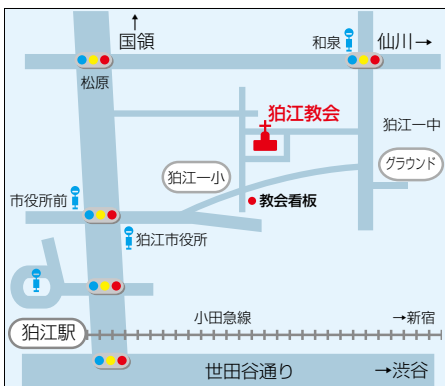 ↑
国領
和泉
仙川→
松原
狛江教会
狛江一中
狛江一小
グラウンド
市役所前
教会看板
狛江市役所
小田急線
→新宿
狛江駅
世田谷通り
→渋谷